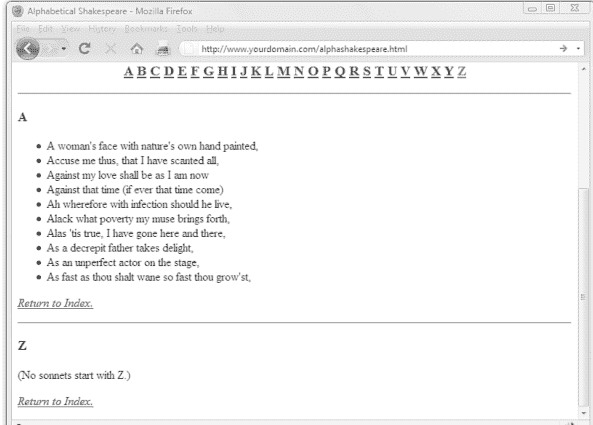 Alphabetical Shakespeare - Mozilla Firefox
File Edit View History Bookmarks Tools Help
http://www.yourdomain.com/alphashakespeare.html
A B C D E F G H I J K L M N O P Q R S T U V W X Y Z
A
• A woman's face with nature's own hand painted,
• Accuse me thus, that I have scanted all,
• Against my love shall be as I am now
• Against that time (if ever that time come)
• Ah wherefore with infection should he live,
• Alack what poverty my muse brings forth,
• Alas 'tis true, I have gone here and there,
• As a decrepit father takes delight,
• As an unperfect actor on the stage,
• As fast as thou shalt wane so fast thou grow'st,
Return to Index.
Z
(No sonnets start with Z.)
Return to Index.